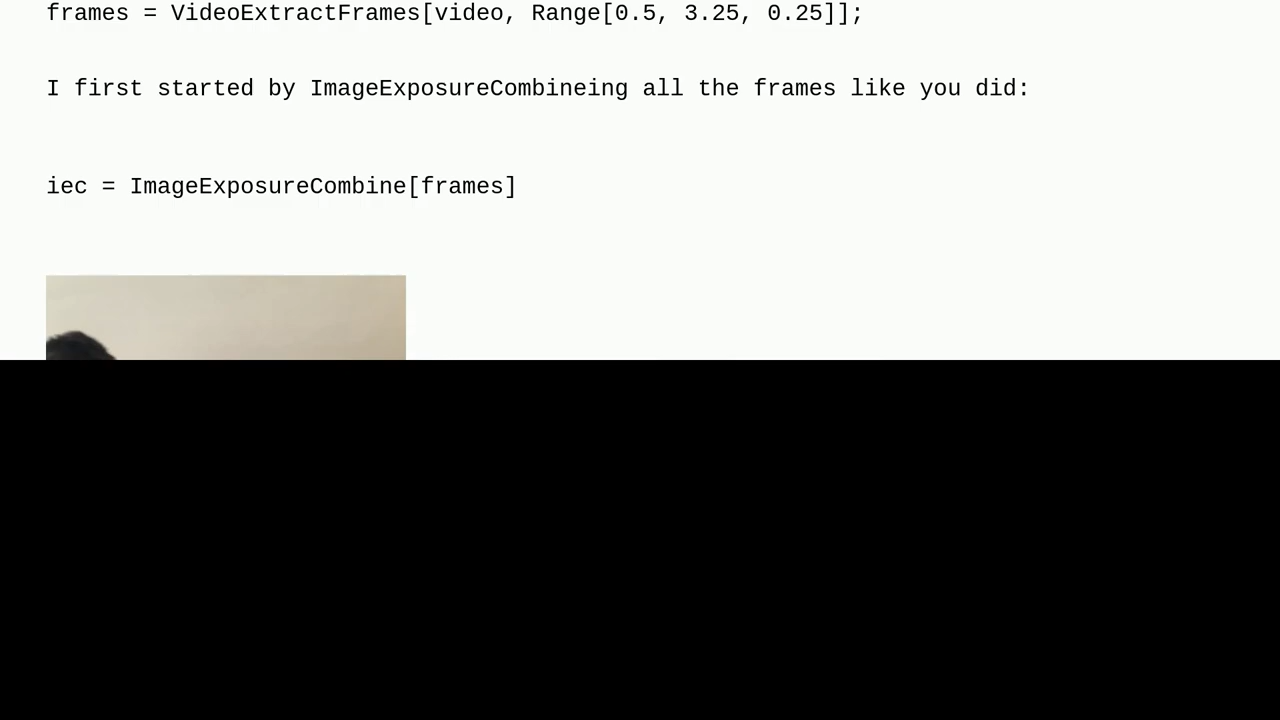 frames = VideoExtractFrames[video, Range[0.5, 3.25, 0.25]];
I first started by ImageExposureCombineing all the frames like you did:
iec = ImageExposureCombine[frames]